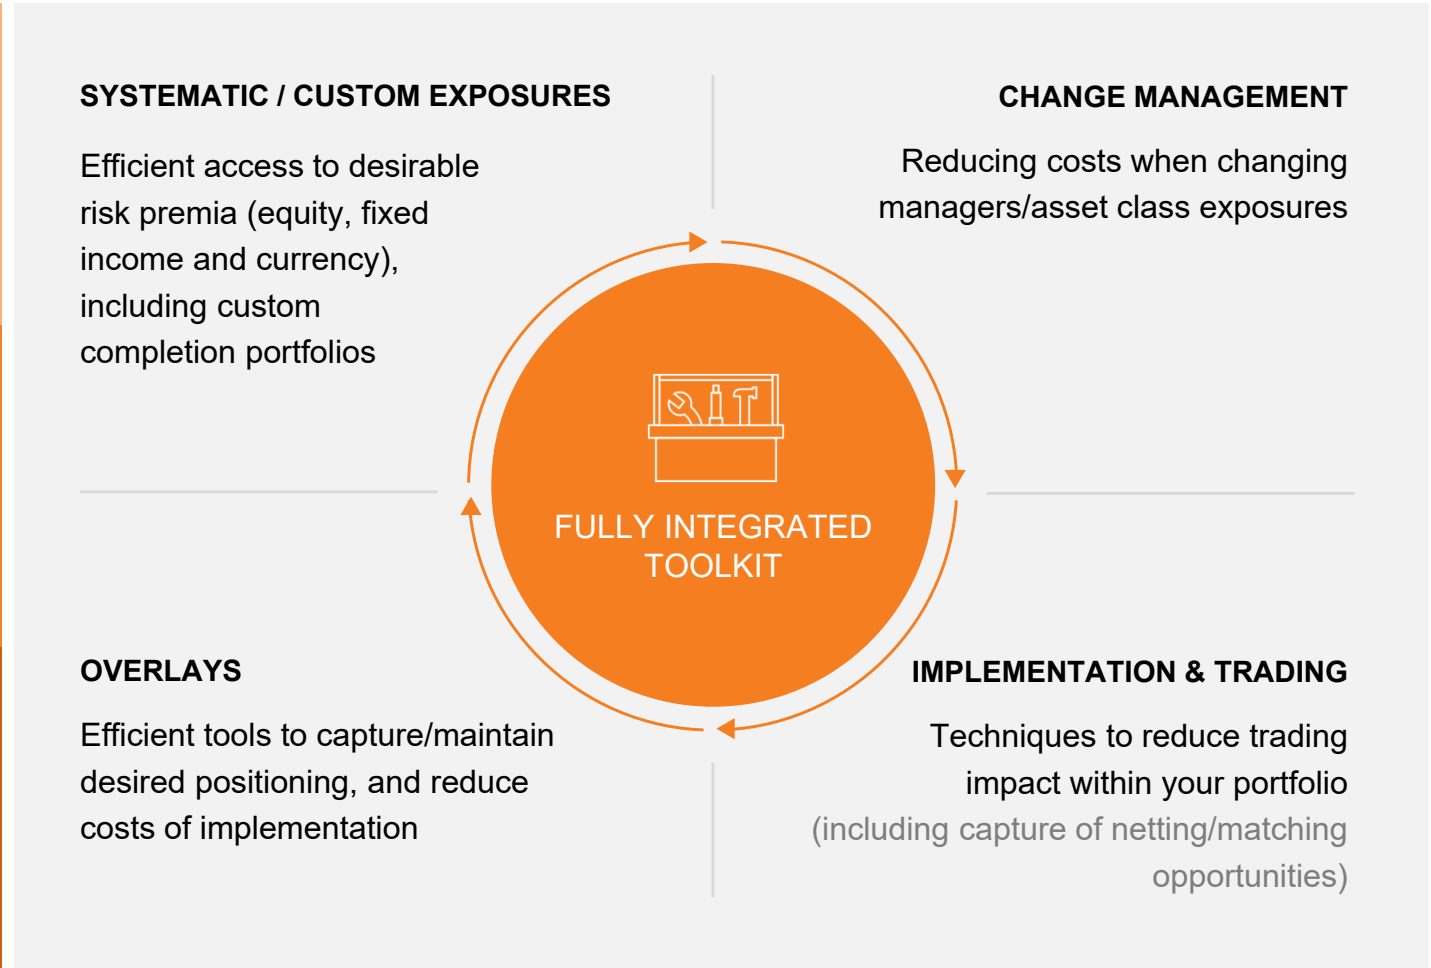 SYSTEMATIC / CUSTOM EXPOSURES
Efficient access to desirable
risk premia (equity, fixed
income and currency),
including custom
completion portfolios
CHANGE MANAGEMENT
Reducing costs when changing
managers/asset class exposures
FULLY INTEGRATED
TOOLKIT
OVERLAYS
Efficient tools to capture/maintain
desired positioning, and reduce
costs of implementation
IMPLEMENTATION & TRADING
Techniques to reduce trading
impact within your portfolio
(including capture of netting/matching
opportunities)